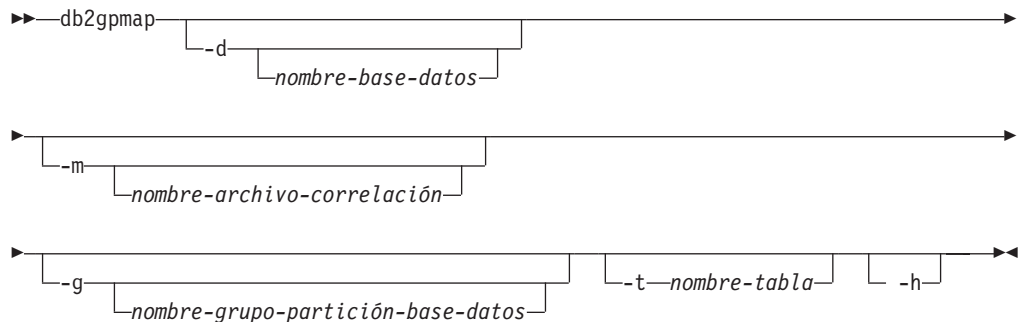 db2gpmap
-d
nombre-base-datos
-m
nombre-archivo-correlación
-g
nombre-grupo-partición-base-datos
-t nombre-tabla
-h